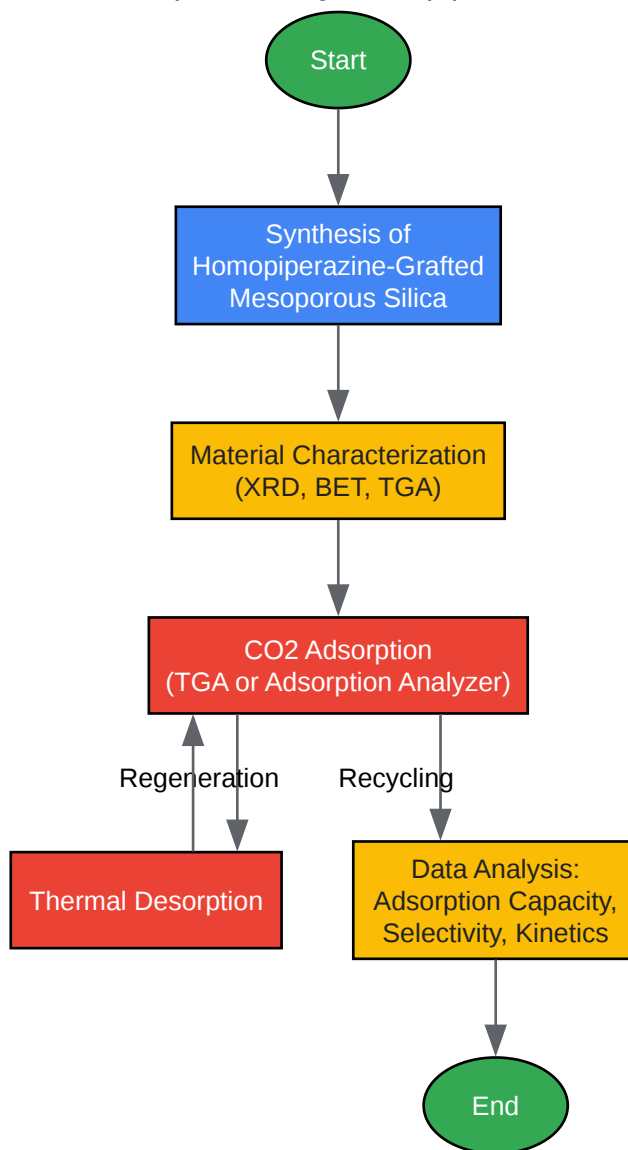 Start
Synthesis of
Homopiperazine-Grafted
Mesoporous Silica
Material Characterization
(XRD, BET, TGA)
CO2 Adsorption
(TGA or Adsorption Analyzer)
Regeneration
Recycling
Thermal Desorption
Data Analysis:
Adsorption Capacity,
Selectivity, Kinetics
End